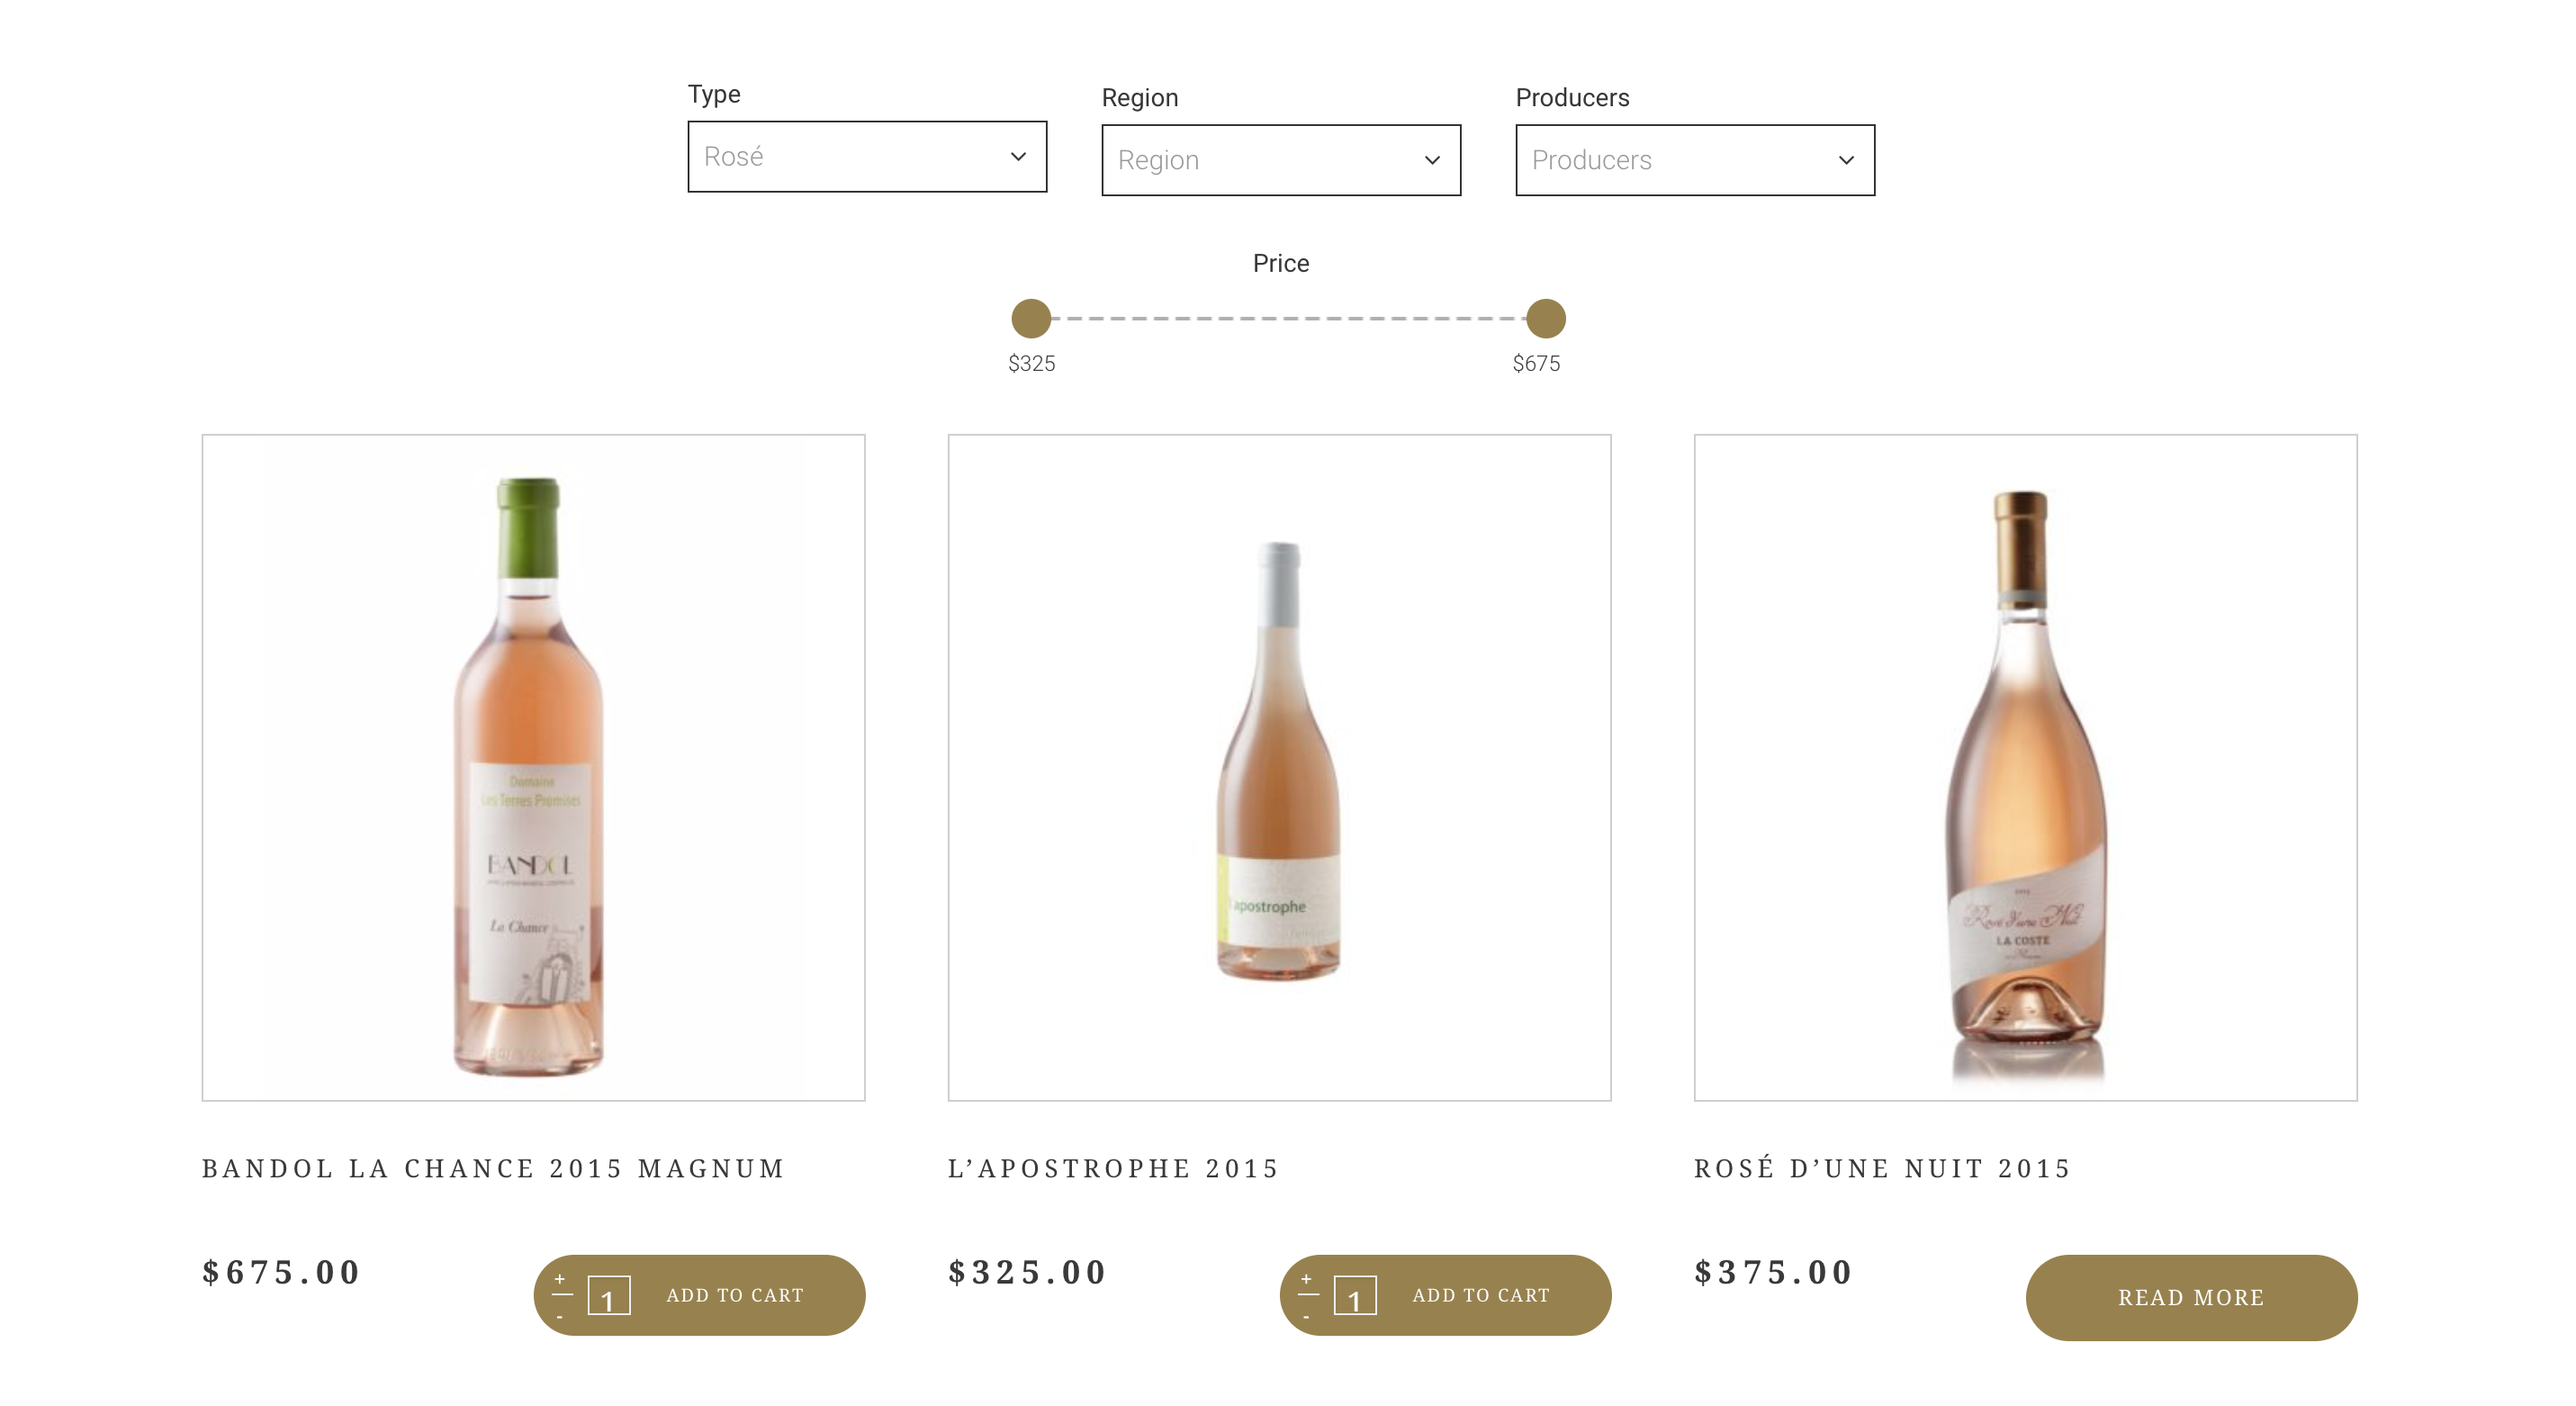 Type
Region
Producers
Rosé
Region
Producers
Price
$325
$675
Domaine
Les Terres Promises
BANDOL
La Chance
apostrophe
Rosé d'une Nuit
LA COSTE
BANDOL LA CHANCE 2015 MAGNUM
L’APOSTROPHE 2015
ROSÉ D’UNE NUIT 2015
$675.00
+
-
1
ADD TO CART
$325.00
+
-
1
ADD TO CART
$375.00
READ MORE